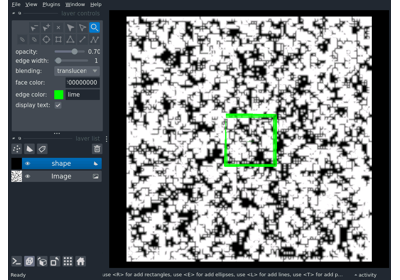 File View Plugins Window Help
layer controls
opacity: 0.70
edge width: 1
blending: translucen
face color: 00000000
edge color: lime
display text:
layer list
shape
Image
Ready
use <R> for add rectangles, use <E> for add ellipses, use <L> for add lines, use <T> for add p...
activity